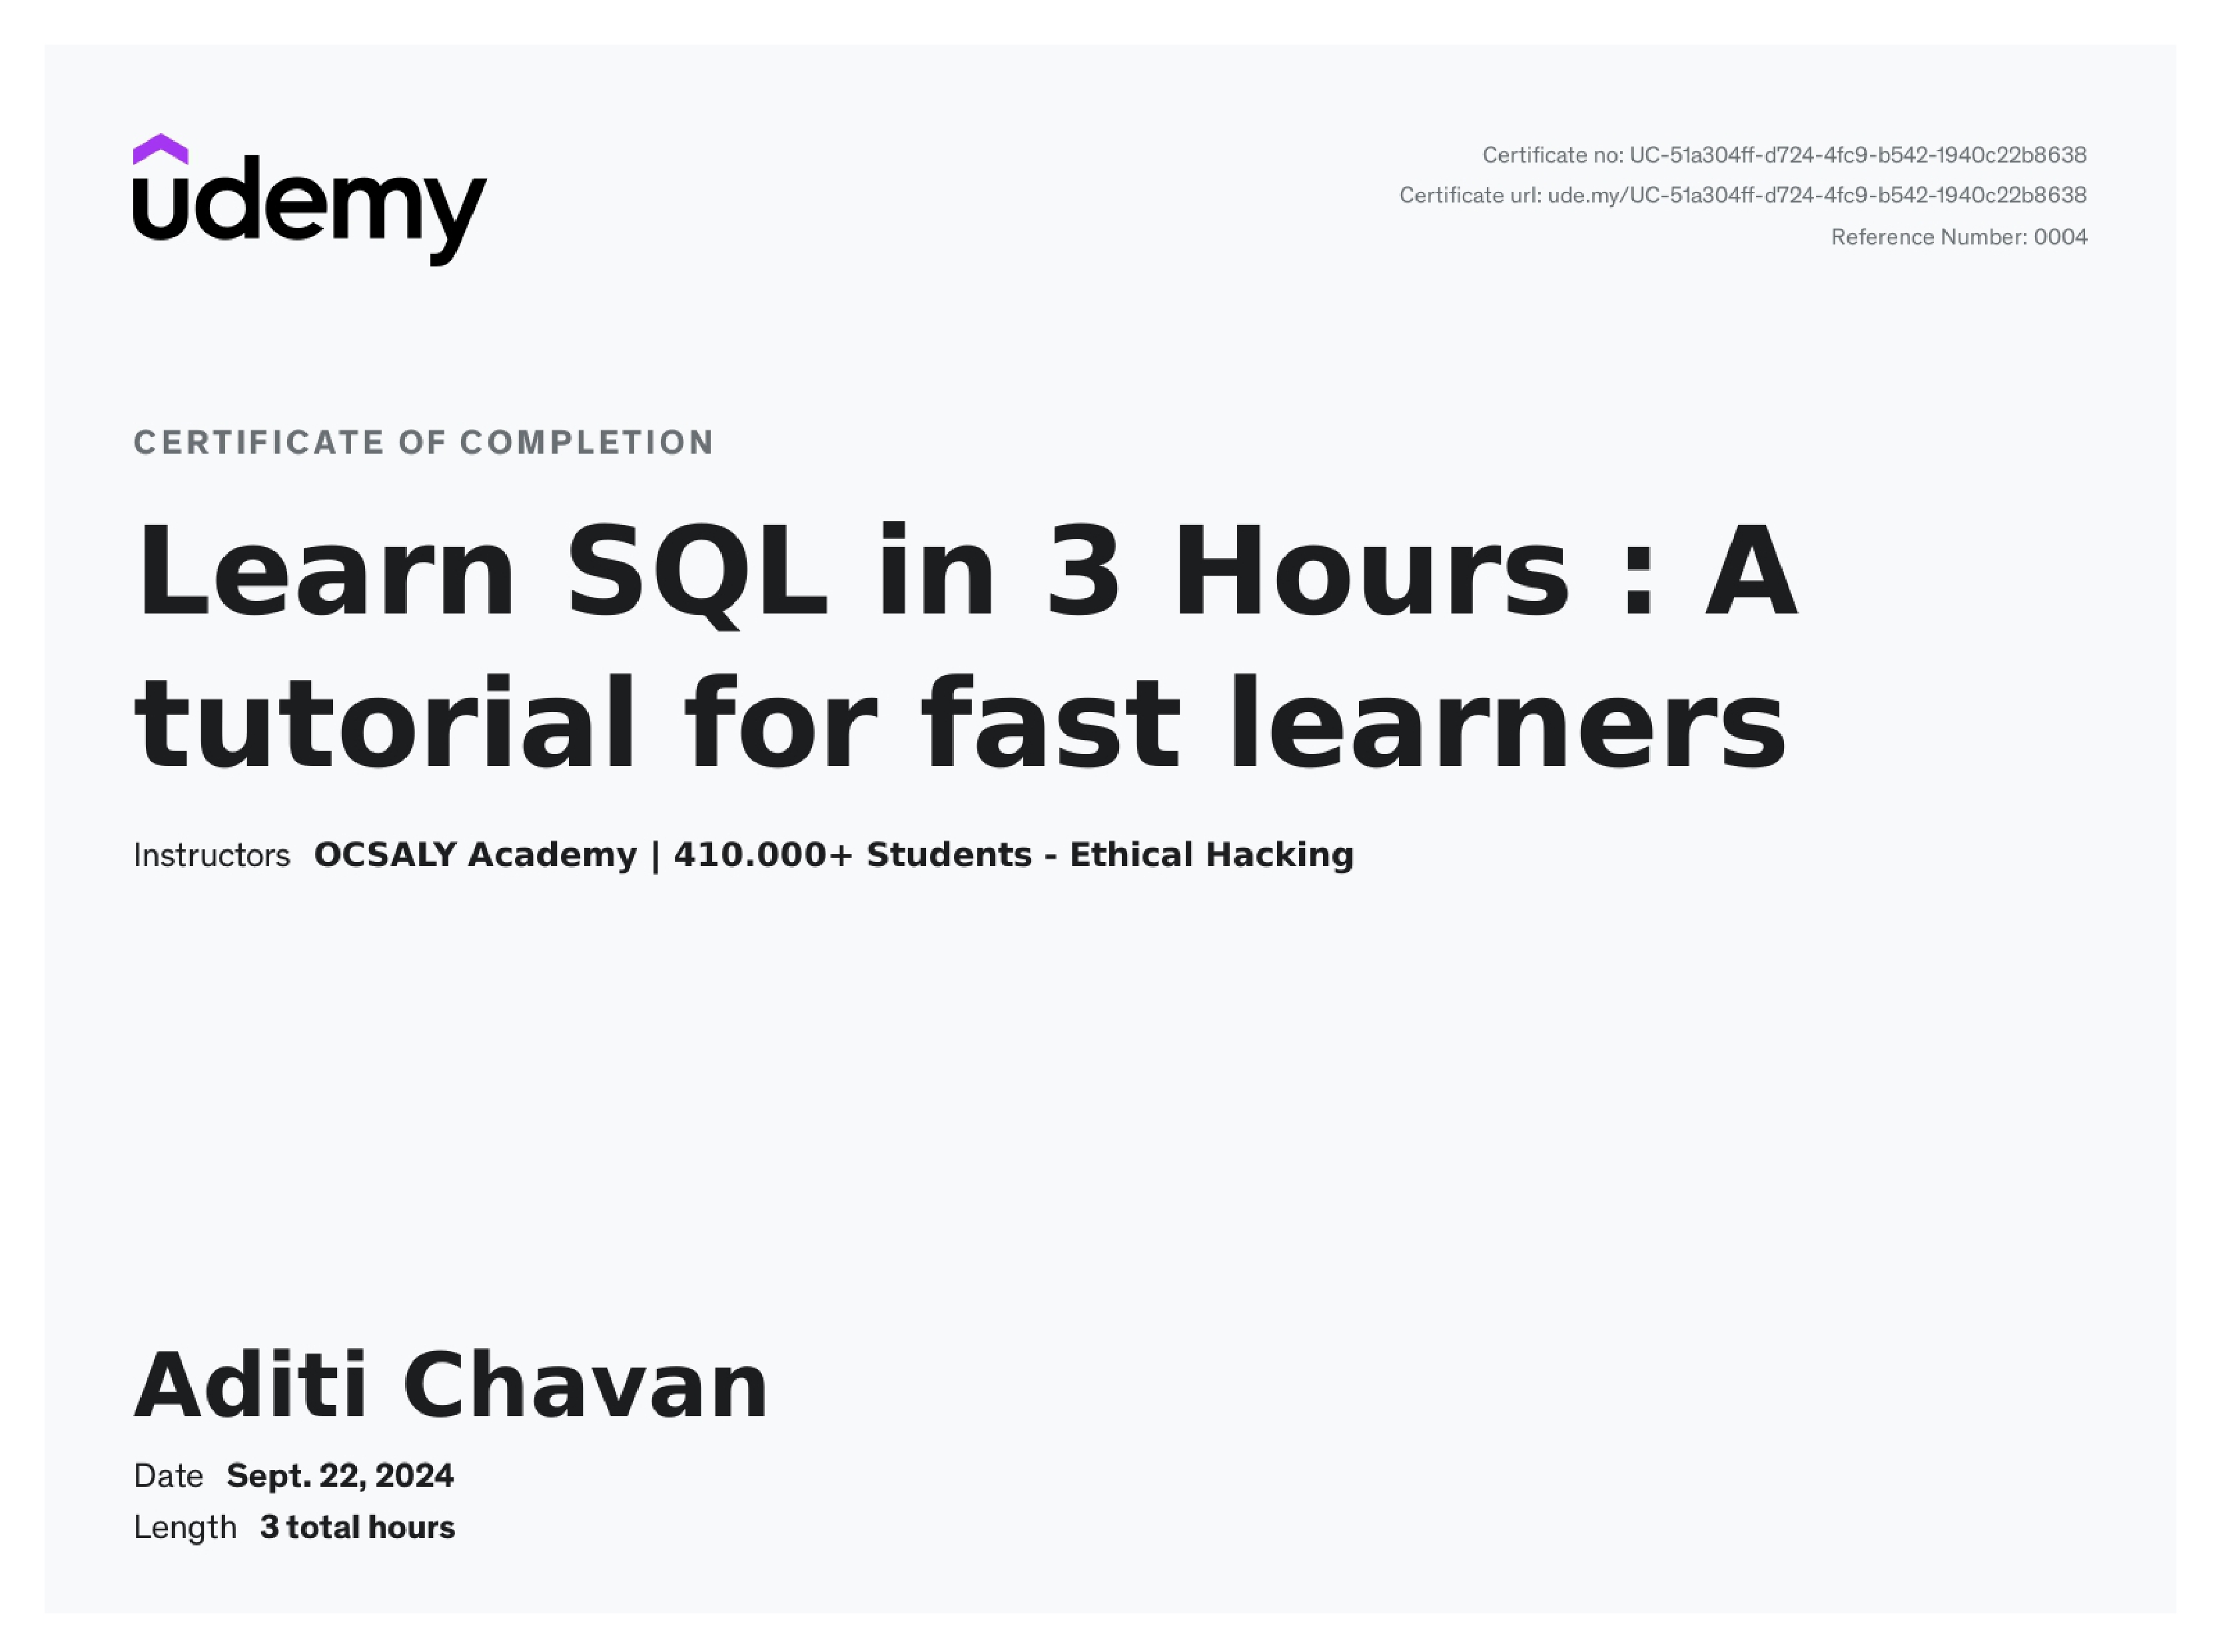 udemy
Certificate no: UC-51a304ff-d724-4fc9-b542-1940c22b8638
Certificate url: ude.my/UC-51a304ff-d724-4fc9-b542-1940c22b8638
Reference Number: 0004
CERTIFICATE OF COMPLETION
Learn SQL in 3 Hours : A
tutorial for fast learners
Instructors OCSALY Academy | 410.000+ Students - Ethical Hacking
Aditi Chavan
Date Sept. 22, 2024
Length 3 total hours